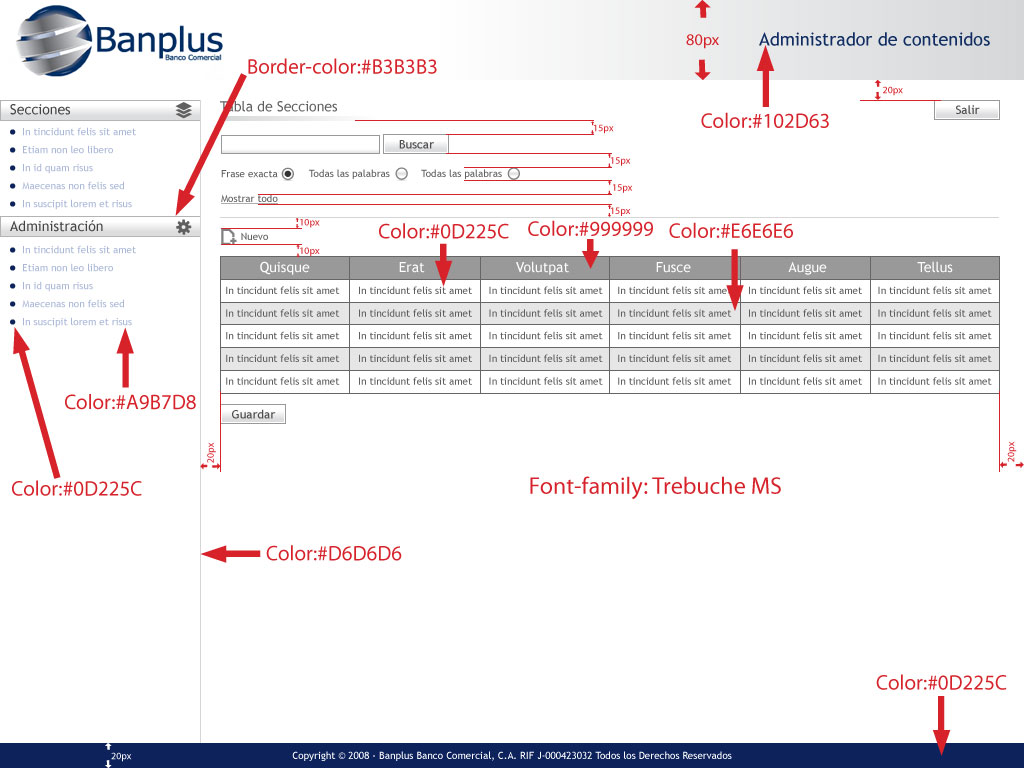 Banplus
Banco Comercial
80px
Administrador de contenidos
Border-color:#B3B3B3
20px
Secciones
Tabla de Secciones
Salir
Color:#102D63
15px
In tincidunt felis sit amet
Etiam non leo libero
In id quam risus
Maecenas non felis sed
In suscipit lorem et risus
Buscar
15px
Frase exacta Todas las palabras Todas las palabras
15px
Mostrar todo
15px
Administración
10px
Nuevo
10px
Color:#0D225C Color:#999999 Color:#E6E6E6
In tincidunt felis sit amet
Etiam non leo libero
In id quam risus
Maecenas non felis sed
In suscipit lorem et risus
Quisque Erat Volutpat Fusce Augue Tellus
In tincidunt felis sit amet In tincidunt felis sit amet In tincidunt felis sit amet In tincidunt felis sit amet In tincidunt felis sit amet In tincidunt felis sit amet
In tincidunt felis sit amet In tincidunt felis sit amet In tincidunt felis sit amet In tincidunt felis sit amet In tincidunt felis sit amet In tincidunt felis sit amet
In tincidunt felis sit amet In tincidunt felis sit amet In tincidunt felis sit amet In tincidunt felis sit amet In tincidunt felis sit amet In tincidunt felis sit amet
In tincidunt felis sit amet In tincidunt felis sit amet In tincidunt felis sit amet In tincidunt felis sit amet In tincidunt felis sit amet In tincidunt felis sit amet
In tincidunt felis sit amet In tincidunt felis sit amet In tincidunt felis sit amet In tincidunt felis sit amet In tincidunt felis sit amet In tincidunt felis sit amet
Color:#A9B7D8
Guardar
20px
20px
Color:#0D225C
Font-family: Trebuche MS
Color:#D6D6D6
Color:#0D225C
20px
Copyright © 2008 - Banplus Banco Comercial, C.A. RIF J-000423032 Todos los Derechos Reservados